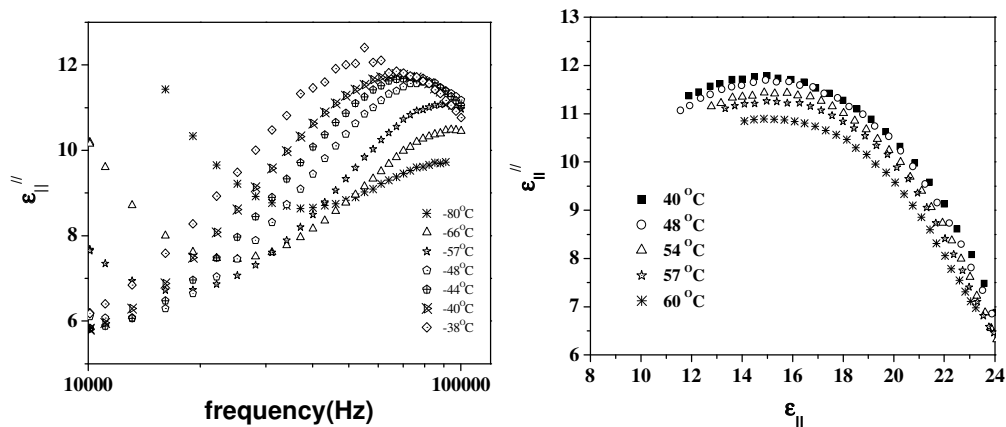 ε||//
12
10
8
6
10000
100000
frequency(Hz)
-80°C
-66°C
-57°C
-48°C
-44°C
-40°C
-38°C
ε||//
13
12
11
10
9
8
7
6
8 10 12 14 16 18 20 22 24
ε||
40 °C
48 °C
54 °C
57 °C
60 °C